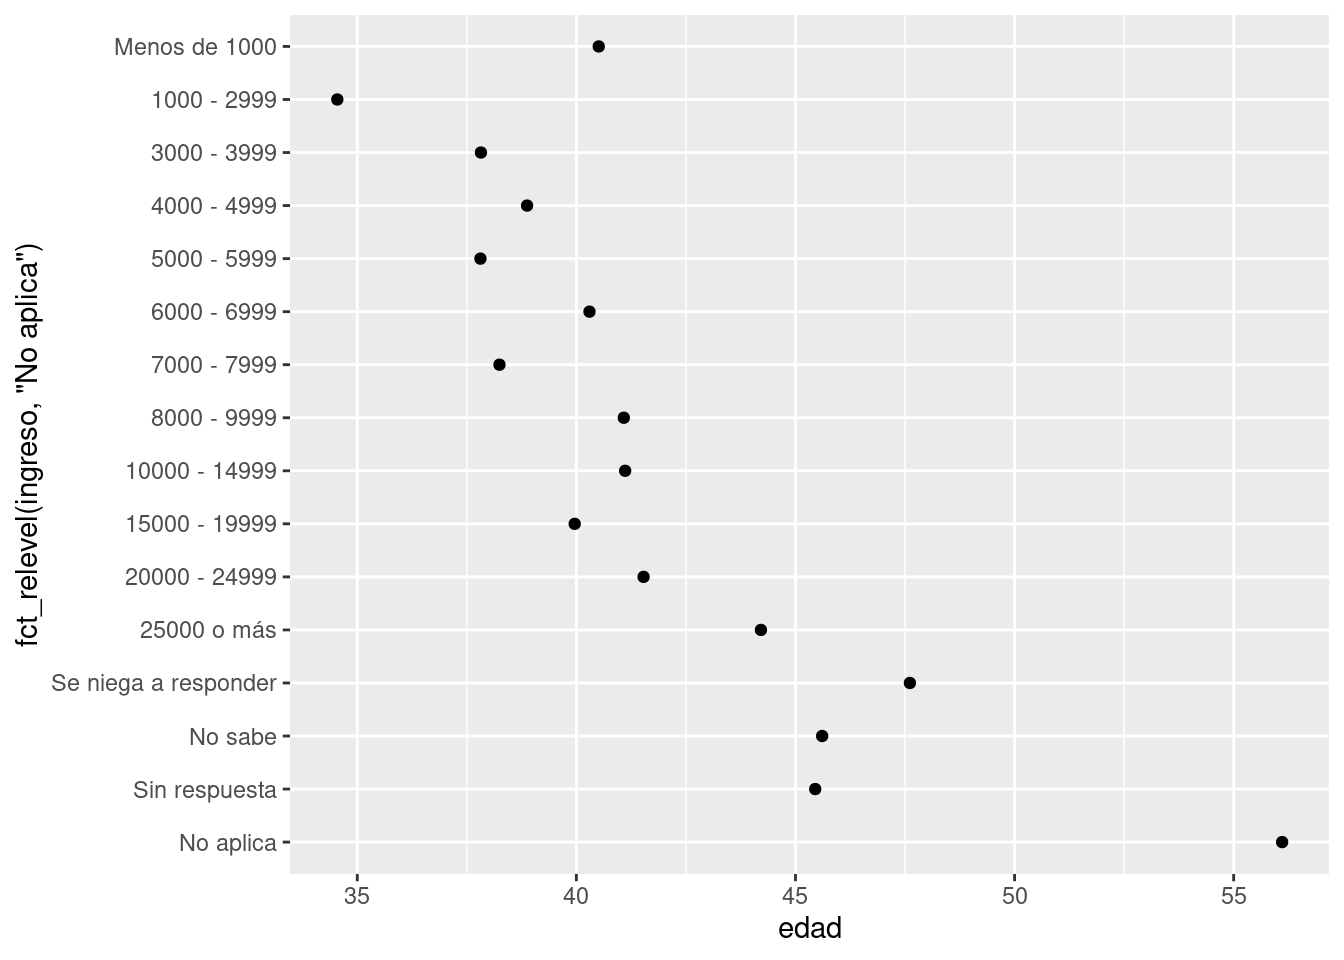 Menos de 1000
1000 - 2999
3000 - 3999
4000 - 4999
5000 - 5999
6000 - 6999
7000 - 7999
8000 - 9999
10000 - 14999
15000 - 19999
20000 - 24999
25000 o más
Se niega a responder
No sabe
Sin respuesta
No aplica
fct_relevel(ingreso, "No aplica")
35 40 45 50 55
edad